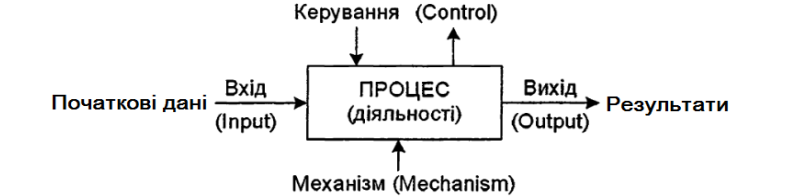 Керування (Control)
Початкові дані
Вхід
(Input)
ПРОЦЕС
(діяльності)
Вихід
(Output)
Результати
Механізм (Mechanism)